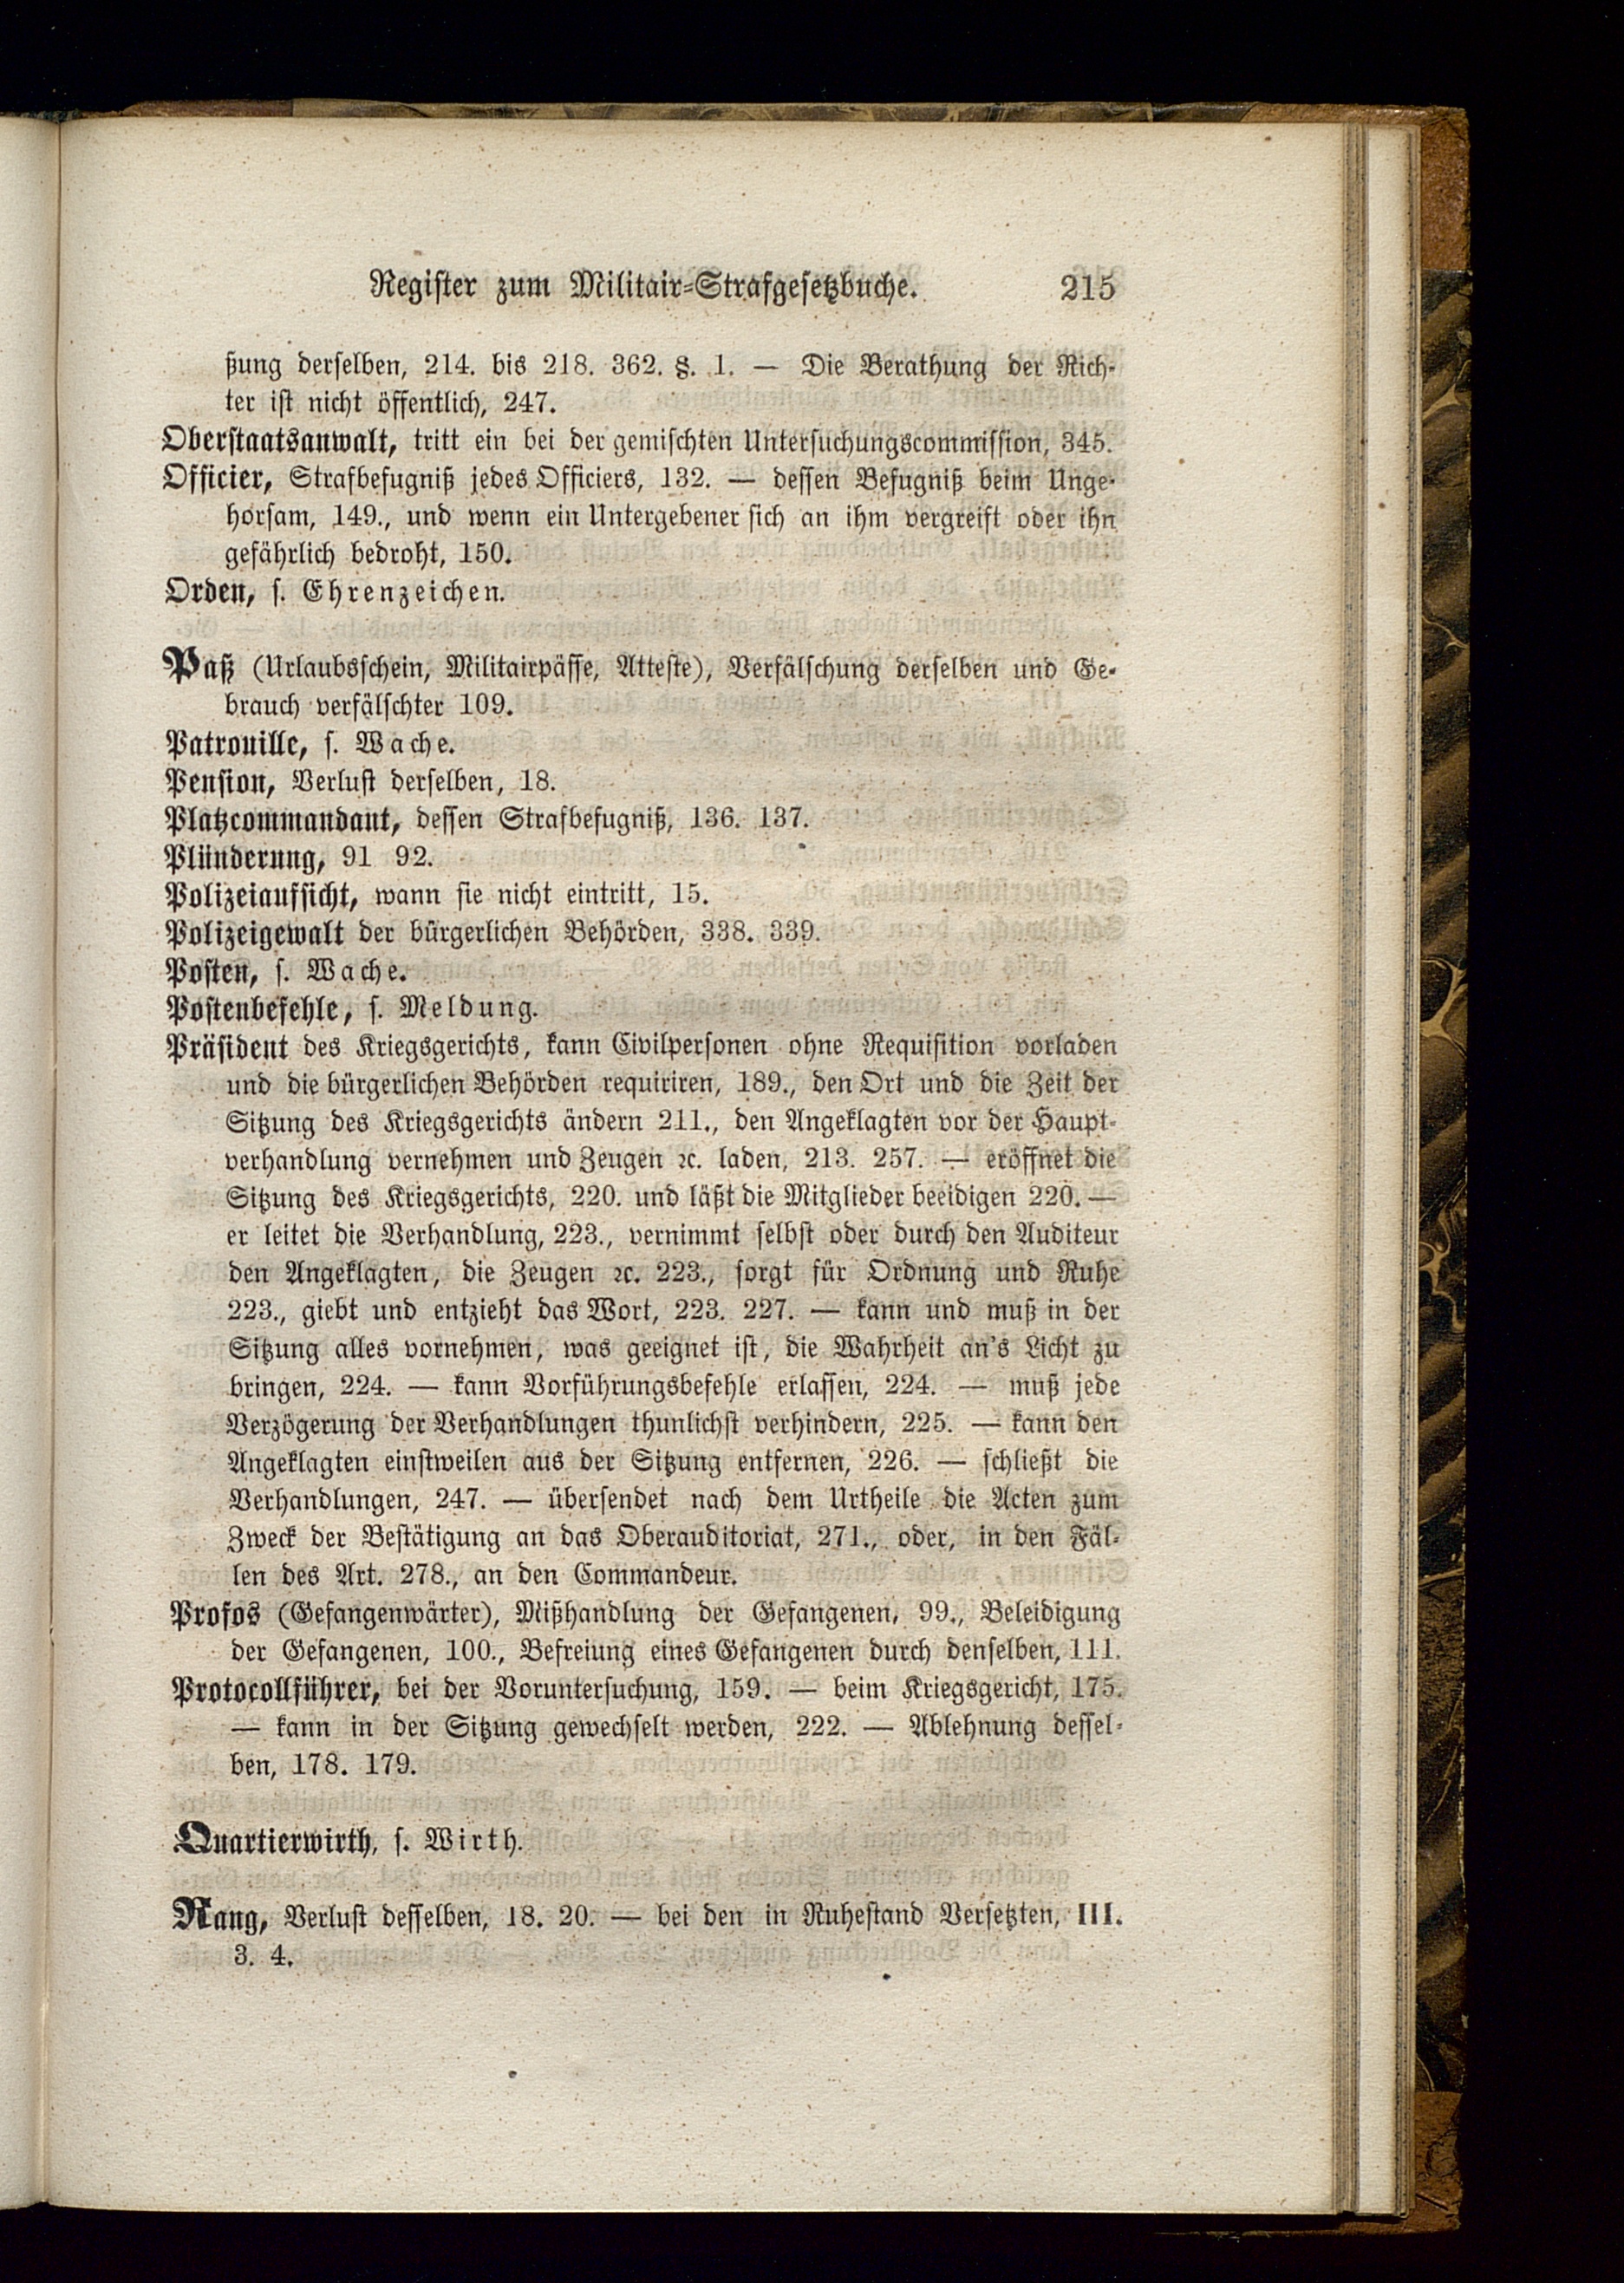 Register zum Militair-Strafgesetzbuche. 215
ßung derselben, 214. bis 218. 362. §. 1. — Die Berathung der Rich-
ter ist nicht öffentlich, 247.
Oberstaatsanwalt, tritt ein bei der gemischten Untersuchungscommission, 345.
Officier, Strafbefugniß jedes Officiers, 132. — dessen Befugniß beim Unge-
horsam, 149., und wenn ein Untergebener sich an ihm vergreift oder ihn
gefährlich bedroht, 150.
Orden, s. Ehrenzeichen.
Paß (Urlaubsschein, Militairpässe, Atteste), Verfälschung derselben und Ge-
brauch verfälschter 109.
Patrouille, s. Wache.
Pension, Verlust derselben, 18.
Platzcommandant, dessen Strafbefugniß, 136. 137.
Plünderung, 91 92.
Polizeiaufsicht, wann sie nicht eintritt, 15.
Polizeigewalt der bürgerlichen Behörden, 338. 339.
Posten, s. Wache.
Postenbefehle, s. Meldung.
Präsident des Kriegsgerichts, kann Civilpersonen ohne Requisition vorladen
und die bürgerlichen Behörden requiriren, 189., den Ort und die Zeit der
Sitzung des Kriegsgerichts ändern 211., den Angeklagten vor der Haupt-
verhandlung vernehmen und Zeugen ꝛc. laden, 213. 257. — eröffnet die
Sitzung des Kriegsgerichts, 220. und läßt die Mitglieder beeidigen 220. —
er leitet die Verhandlung, 223., vernimmt selbst oder durch den Auditeur
den Angeklagten, die Zeugen ꝛc. 223., sorgt für Ordnung und Ruhe
223., giebt und entzieht das Wort, 223. 227. — kann und muß in der
Sitzung alles vornehmen, was geeignet ist, die Wahrheit an's Licht zu
bringen, 224. — kann Vorführungsbefehle erlassen, 224. — muß jede
Verzögerung der Verhandlungen thunlichst verhindern, 225. — kann den
Angeklagten einstweilen aus der Sitzung entfernen, 226. — schließt die
Verhandlungen, 247. — übersendet nach dem Urtheile die Acten zum
Zweck der Bestätigung an das Oberauditoriat, 271., oder, in den Fäl-
len des Art. 278., an den Commandeur.
Profos (Gefangenwärter), Mißhandlung der Gefangenen, 99., Beleidigung
der Gefangenen, 100., Befreiung eines Gefangenen durch denselben, 111.
Protocollführer, bei der Voruntersuchung, 159. — beim Kriegsgericht, 175.
— kann in der Sitzung gewechselt werden, 222. — Ablehnung dessel-
ben, 178. 179.
Quartierwirth, s. Wirth.
Rang, Verlust desselben, 18. 20. — bei den in Ruhestand Versetzten, III.
3. 4.